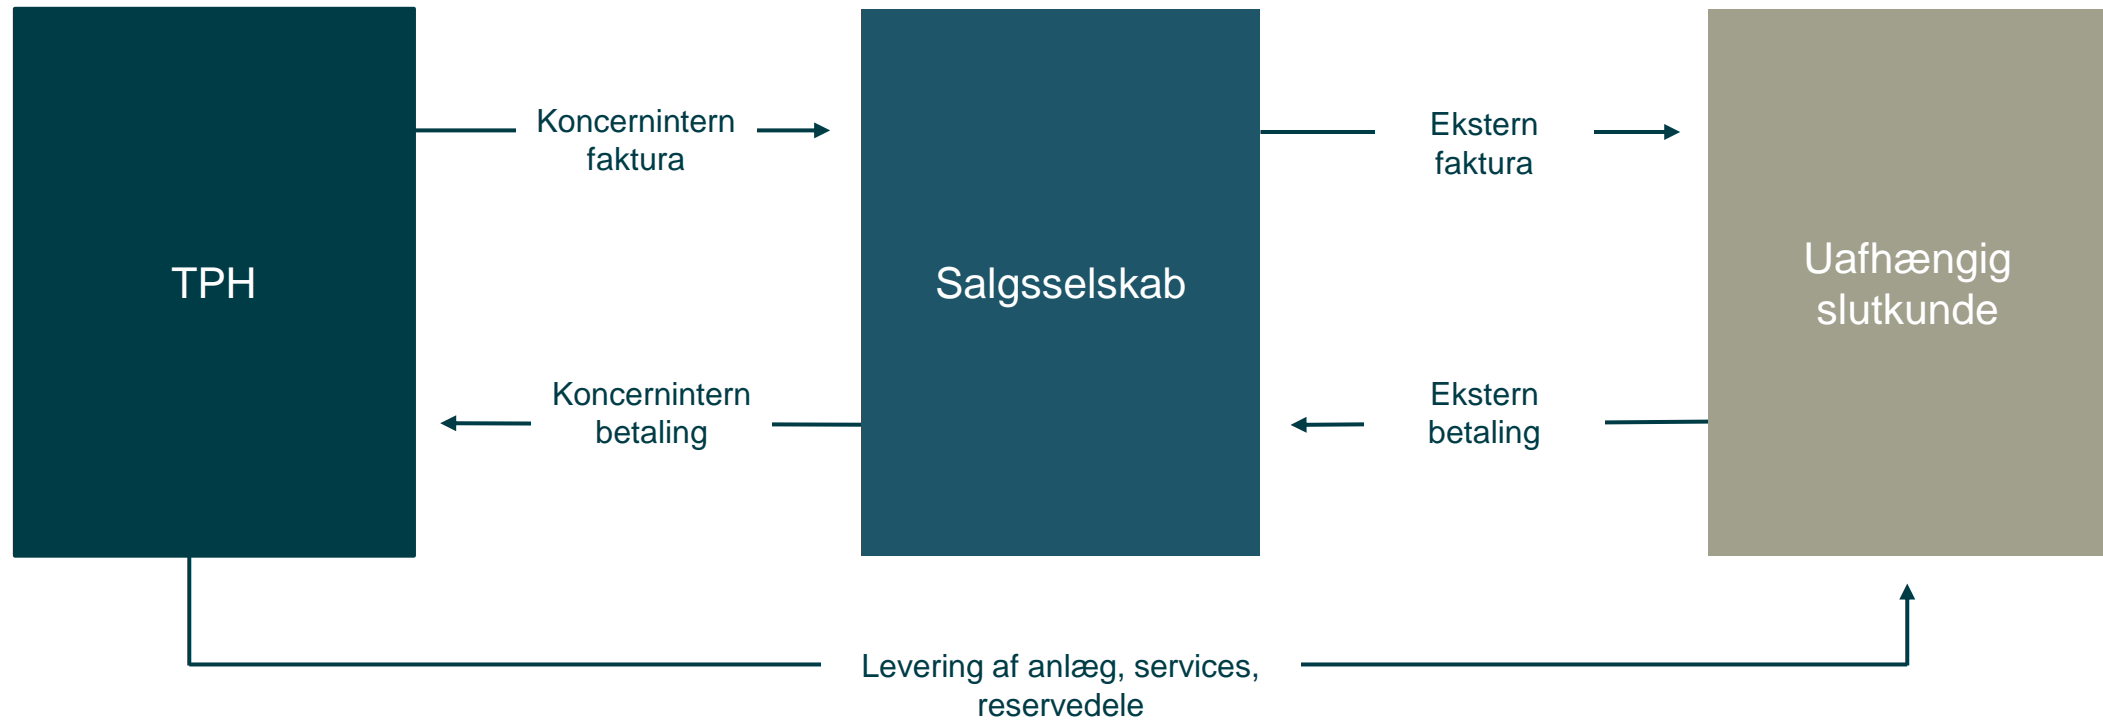 Koncernintern
faktura
Ekstern
faktura
TPH
Salgsselskab
Uafhængig
slutkunde
Koncernintern
betaling
Ekstern
betaling
Levering af anlæg, services,
reservedele